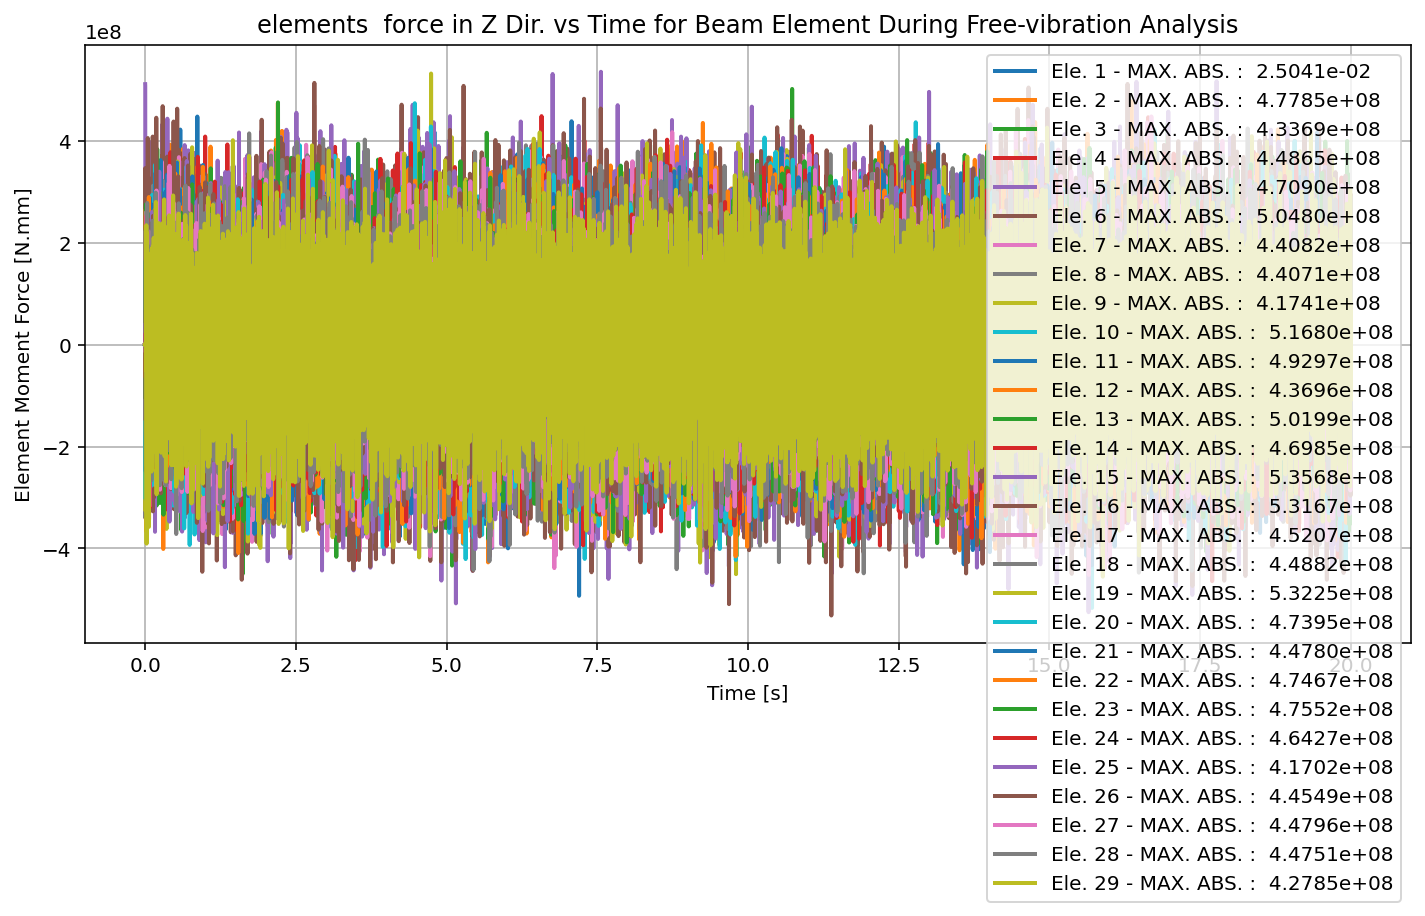 elements  force in Z Dir. vs Time for Beam Element During Free-vibration Analysis
1e8
Element Moment Force [N.mm]
4
2
0
−2
−4
0.0
2.5
5.0
7.5
10.0
12.5
15.0
17.5
20.0
Time [s]
Ele. 1 - MAX. ABS. :  2.5041e-02
Ele. 2 - MAX. ABS. :  4.7785e+08
Ele. 3 - MAX. ABS. :  4.3369e+08
Ele. 4 - MAX. ABS. :  4.4865e+08
Ele. 5 - MAX. ABS. :  4.7090e+08
Ele. 6 - MAX. ABS. :  5.0480e+08
Ele. 7 - MAX. ABS. :  4.4082e+08
Ele. 8 - MAX. ABS. :  4.4071e+08
Ele. 9 - MAX. ABS. :  4.1741e+08
Ele. 10 - MAX. ABS. :  5.1680e+08
Ele. 11 - MAX. ABS. :  4.9297e+08
Ele. 12 - MAX. ABS. :  4.3696e+08
Ele. 13 - MAX. ABS. :  5.0199e+08
Ele. 14 - MAX. ABS. :  4.6985e+08
Ele. 15 - MAX. ABS. :  5.3568e+08
Ele. 16 - MAX. ABS. :  5.3167e+08
Ele. 17 - MAX. ABS. :  4.5207e+08
Ele. 18 - MAX. ABS. :  4.4882e+08
Ele. 19 - MAX. ABS. :  5.3225e+08
Ele. 20 - MAX. ABS. :  4.7395e+08
Ele. 21 - MAX. ABS. :  4.4780e+08
Ele. 22 - MAX. ABS. :  4.7467e+08
Ele. 23 - MAX. ABS. :  4.7552e+08
Ele. 24 - MAX. ABS. :  4.6427e+08
Ele. 25 - MAX. ABS. :  4.1702e+08
Ele. 26 - MAX. ABS. :  4.4549e+08
Ele. 27 - MAX. ABS. :  4.4796e+08
Ele. 28 - MAX. ABS. :  4.4751e+08
Ele. 29 - MAX. ABS. :  4.2785e+08